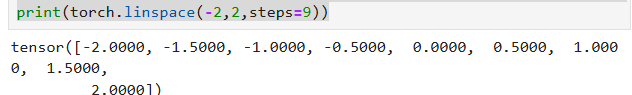 print(torch.linspace(-2,2,steps=9))
tensor([-2.0000, -1.5000, -1.0000, -0.5000,  0.0000,  0.5000,  1.000
0,  1.5000,
         2.0000])